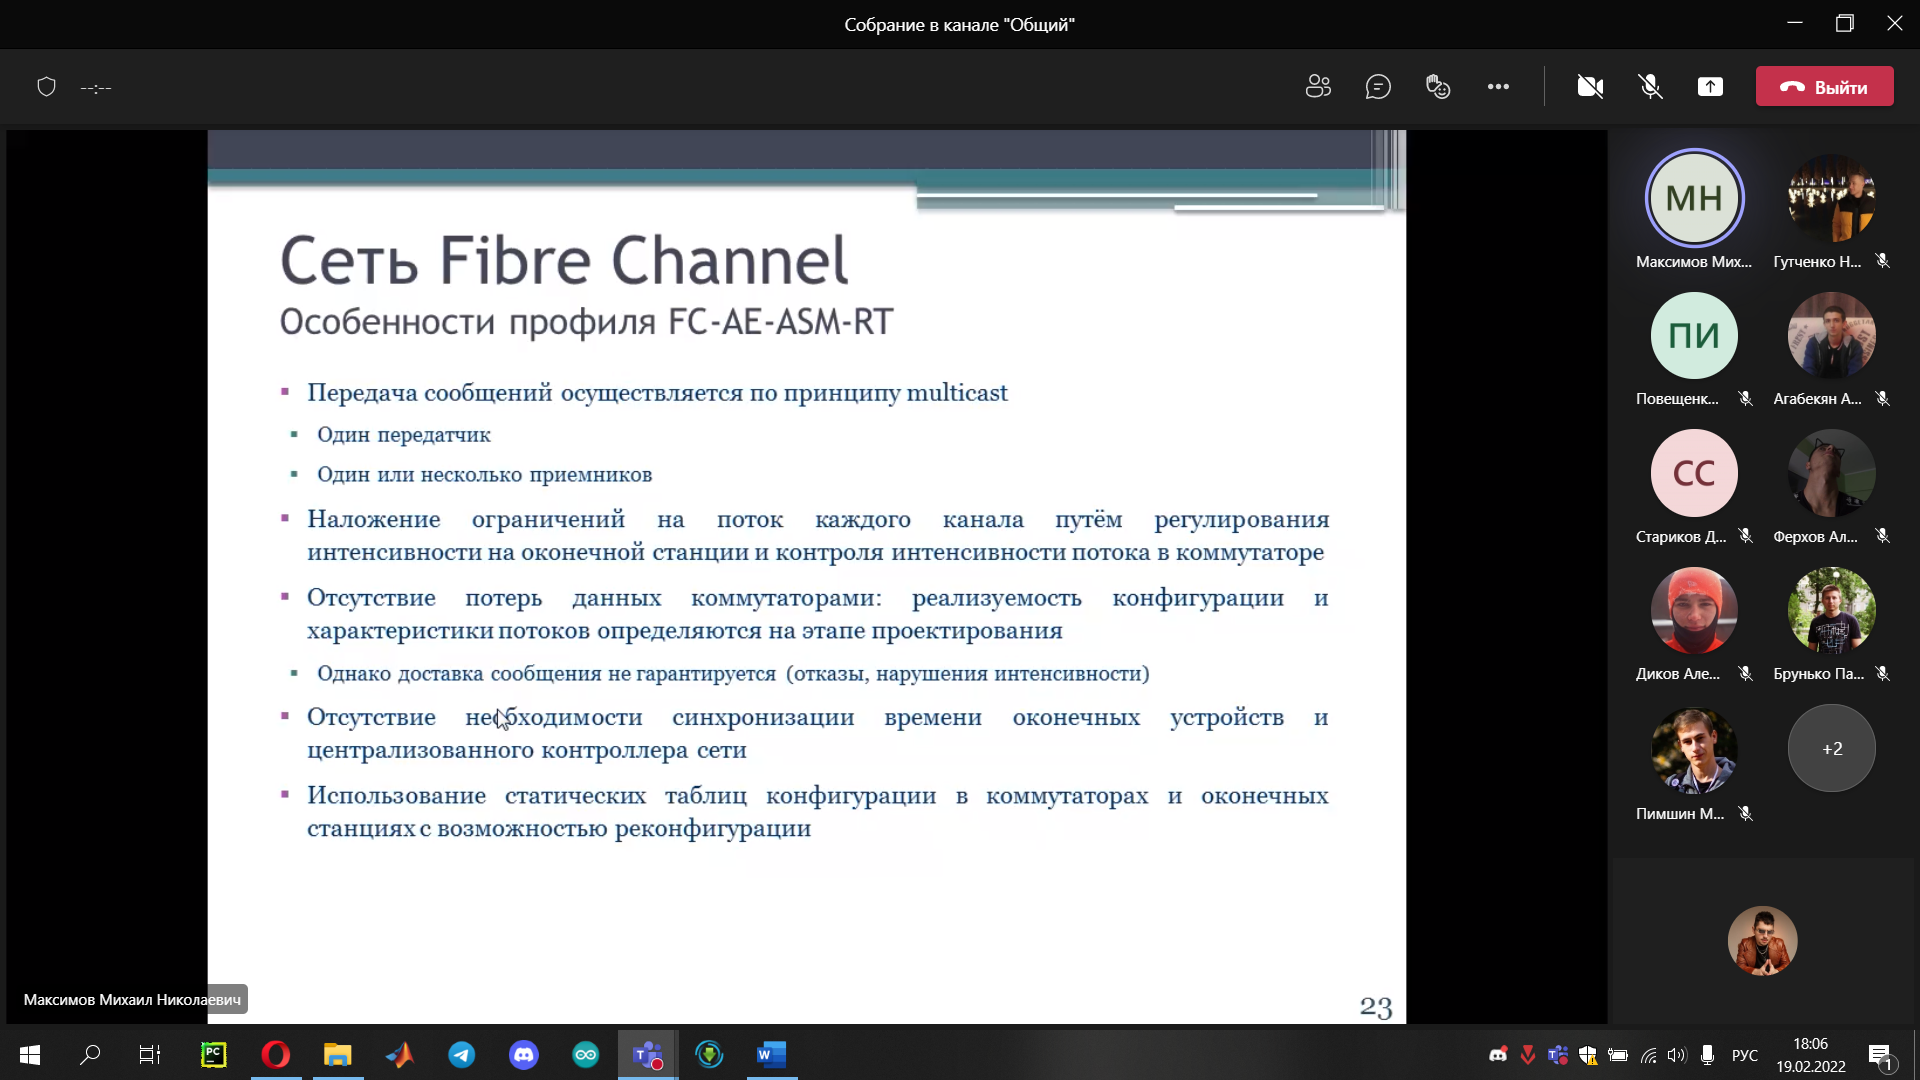 Собрание в канале "Общий"
--:--
Выйти
Сеть Fibre Channel
Особенности профиля FC-AE-ASM-RT
Передача сообщений осуществляется по принципу multicast
Один передатчик
Один или несколько приемников
Наложение ограничений на поток каждого канала путём регулирования
интенсивности на оконечной станции и контроля интенсивности потока в коммутаторе
Отсутствие потерь данных коммутаторами: реализуемость конфигурации и
характеристики потоков определяются на этапе проектирования
Однако доставка сообщения не гарантируется (отказы, нарушения интенсивности)
Отсутствие необходимости синхронизации времени оконечных устройств и
централизованного контроллера сети
Использование статических таблиц конфигурации в коммутаторах и оконечных
станциях с возможностью реконфигурации
23
Максимов Михаил Николаевич
МН
Максимов Мих...
Гутченко Н...
ПИ
Повещенк...
Агабекян А...
СС
Стариков Д...
Ферхов Ал...
Диков Але...
Брунько Па...
Пимшин М...
+2
PC
W
РУС
18:06
19.02.2022
1